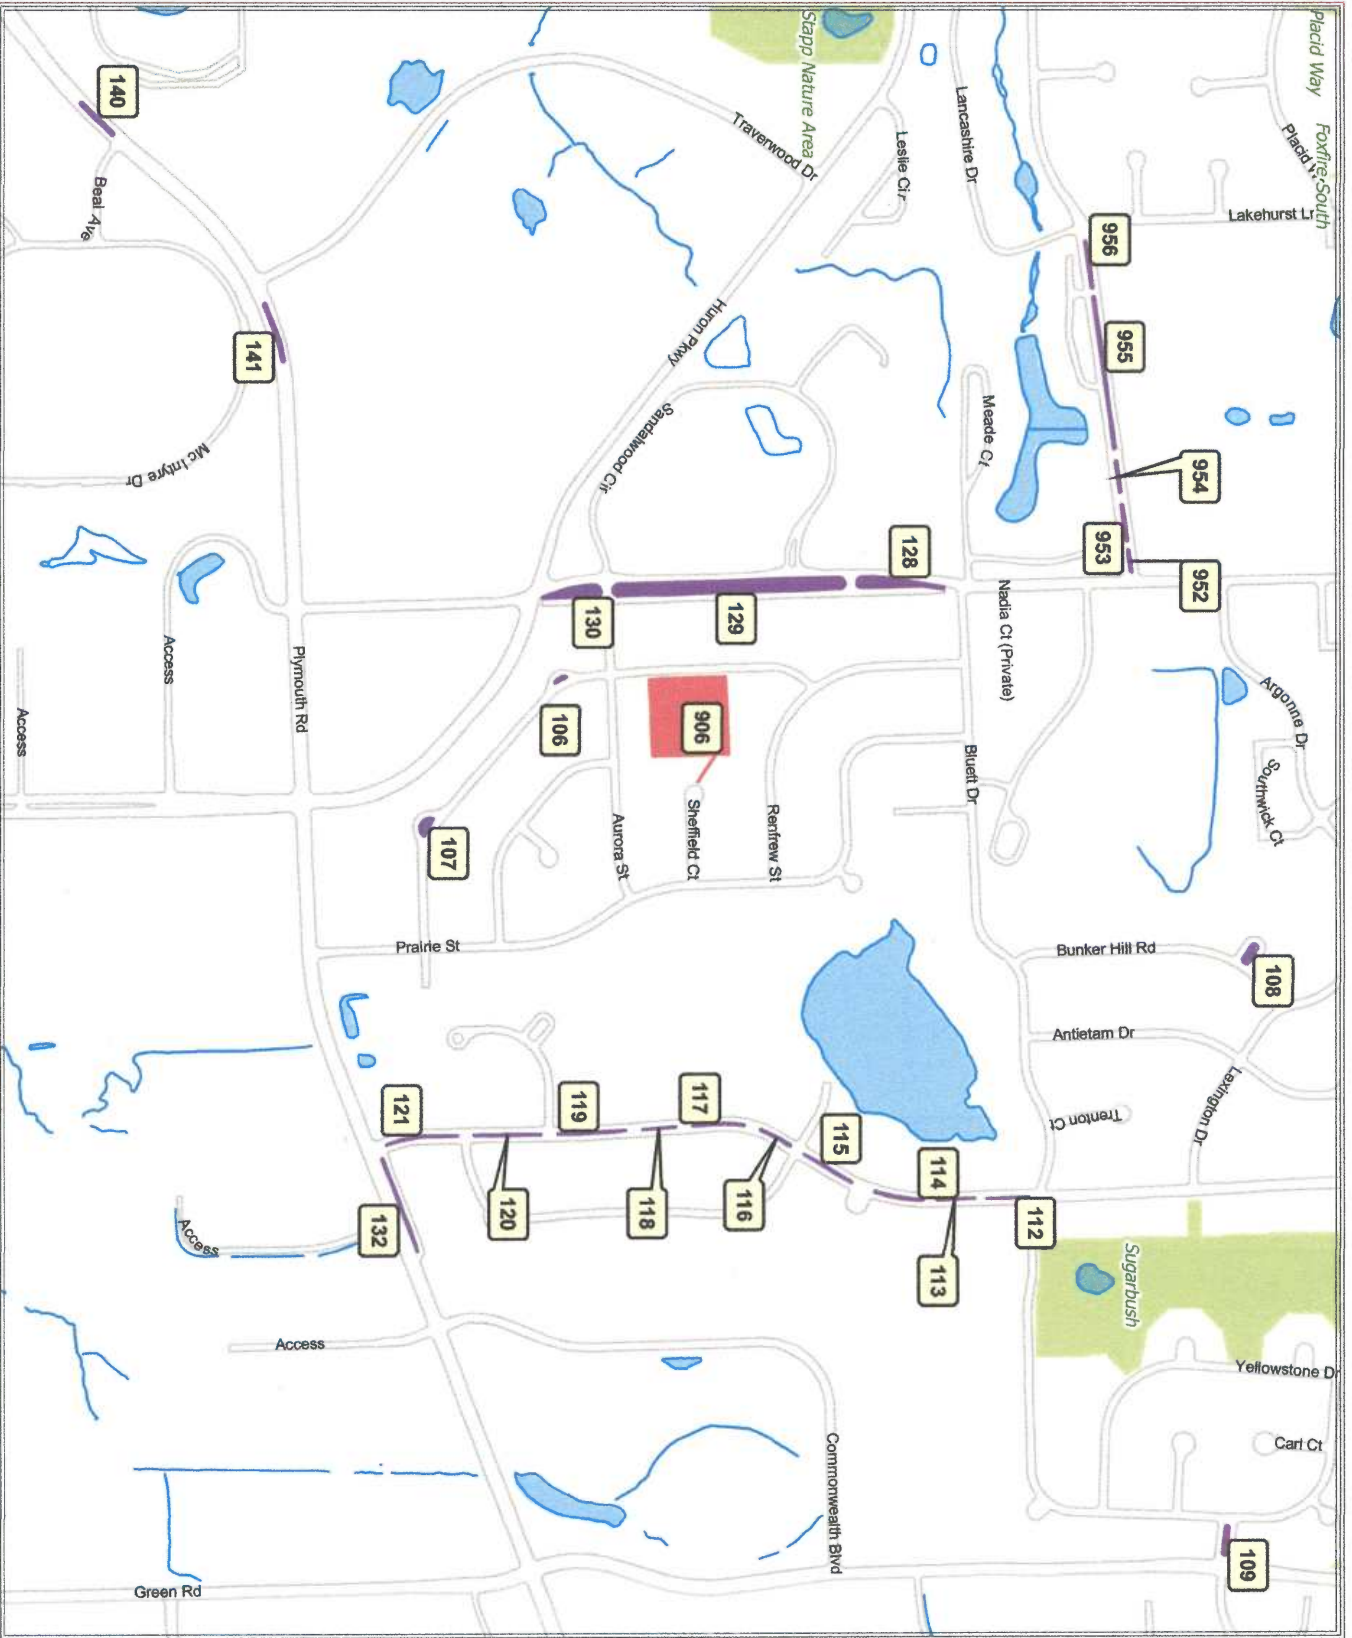 Placid Way
Foxfire South
Placid W
Lakehurst Ln
Stapp Nature Area
Traverwood Dr
Leslie Cir
Lancashire Dr
140
Beal Ave
956
955
954
953
952
141
Huron Pkwy
Sandalwood Cir
Meade Ct
Mc Intyre Dr
128
129
130
Nadia Ct (Private)
Access
Plymouth Rd
Access
106
906
Argonne Dr
Southwick Ct
Bluett Dr
Sheffield Ct
Renfrew St
Aurora St
107
Prairie St
Bunker Hill Rd
108
Antietam Dr
Trenton Ct
Lexington Dr
121
119
117
115
114
112
132
120
118
116
113
Access
Sugarbush
Access
Yellowstone Dr
Carl Ct
Commonwealth Blvd
109
Green Rd